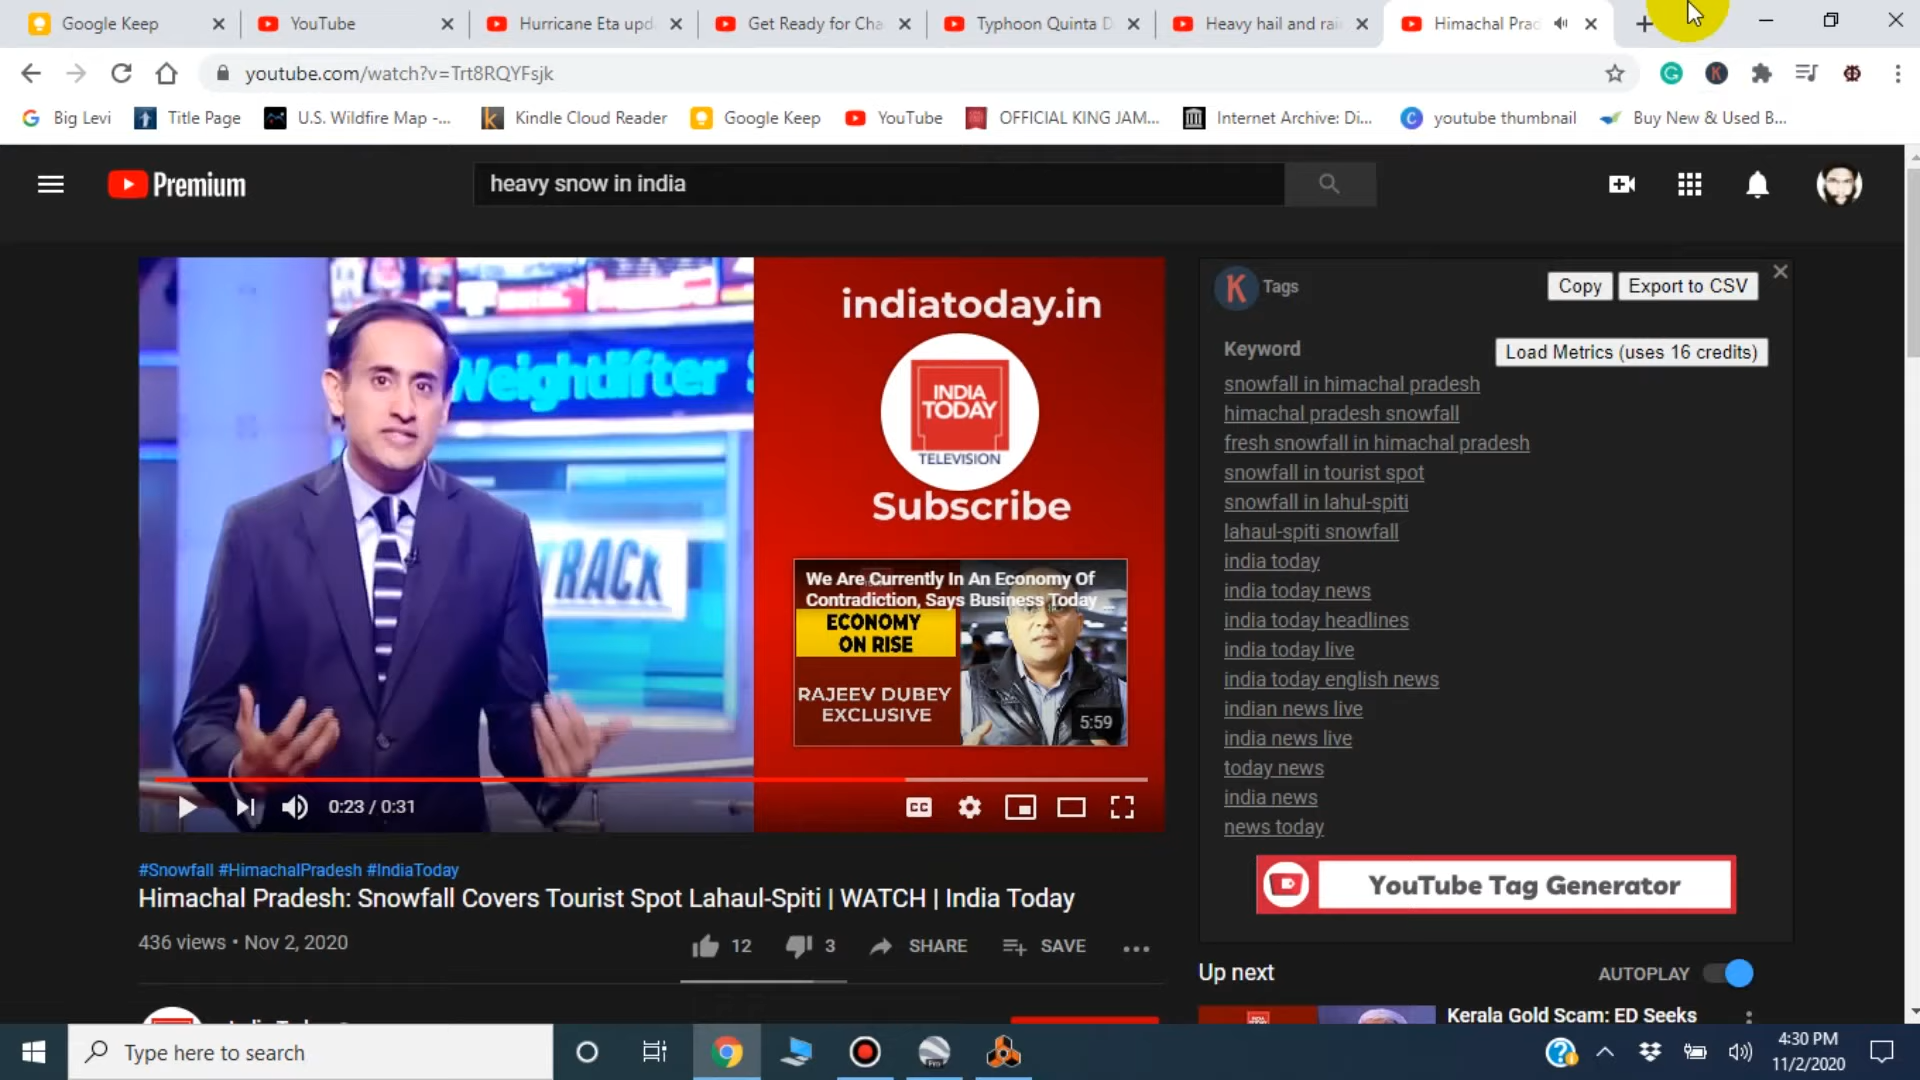 Google Keep
YouTube
Hurricane Eta upd
Get Ready for Cha
Typhoon Quinta D
Heavy hail and rai
Himachal Prad
youtube.com/watch?v=Trt8RQYFsjk
Big Levi
Title Page
U.S. Wildfire Map -...
Kindle Cloud Reader
Google Keep
YouTube
OFFICIAL KING JAM...
Internet Archive: Di...
youtube thumbnail
Buy New & Used B...
Premium
heavy snow in india
Weightlifter S
TRACK
indiatoday.in
INDIA
TODAY
TELEVISION
Subscribe
We Are Currently In An Economy Of
Contradiction, Says Business Today ...
ECONOMY
ON RISE
RAJEEV DUBEY
EXCLUSIVE
5:59
0:23 / 0:31
CC
#Snowfall #HimachalPradesh #IndiaToday
Himachal Pradesh: Snowfall Covers Tourist Spot Lahaul-Spiti | WATCH | India Today
436 views • Nov 2, 2020
12
3
SHARE
SAVE
K Tags
Copy
Export to CSV
Keyword
Load Metrics (uses 16 credits)
snowfall in himachal pradesh
himachal pradesh snowfall
fresh snowfall in himachal pradesh
snowfall in tourist spot
snowfall in lahul-spiti
lahaul-spiti snowfall
india today
india today news
india today headlines
india today live
india today english news
indian news live
india news live
today news
india news
news today
YouTube Tag Generator
Up next
AUTOPLAY
Kerala Gold Scam: ED Seeks
Type here to search
4:30 PM
11/2/2020